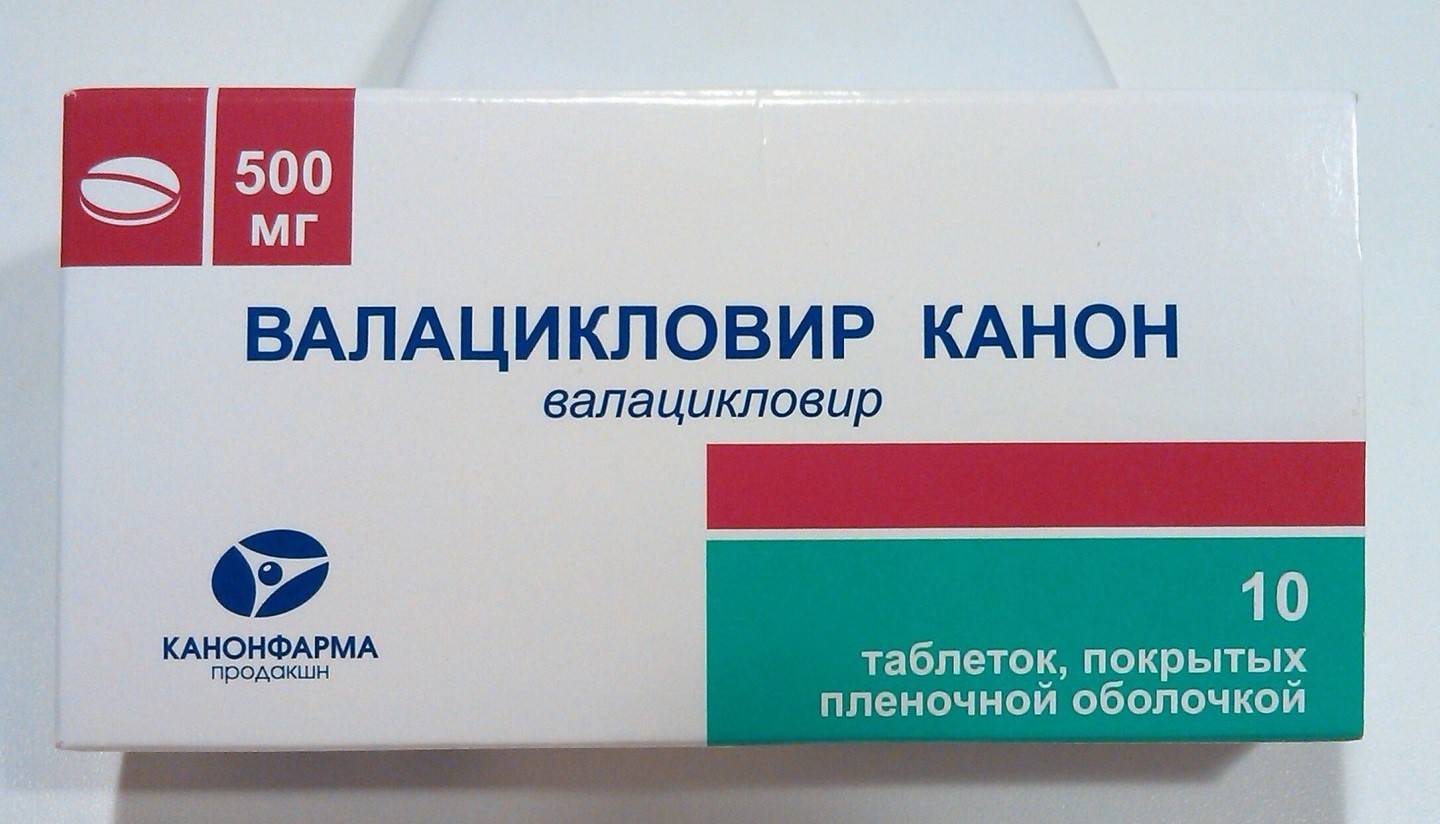 500
мг
ВАЛАЦИКЛОВИР КАНОН
валацикловир
КАНОНФАРМА
продакшн
10
таблеток, покрытых
пленочной оболочкой